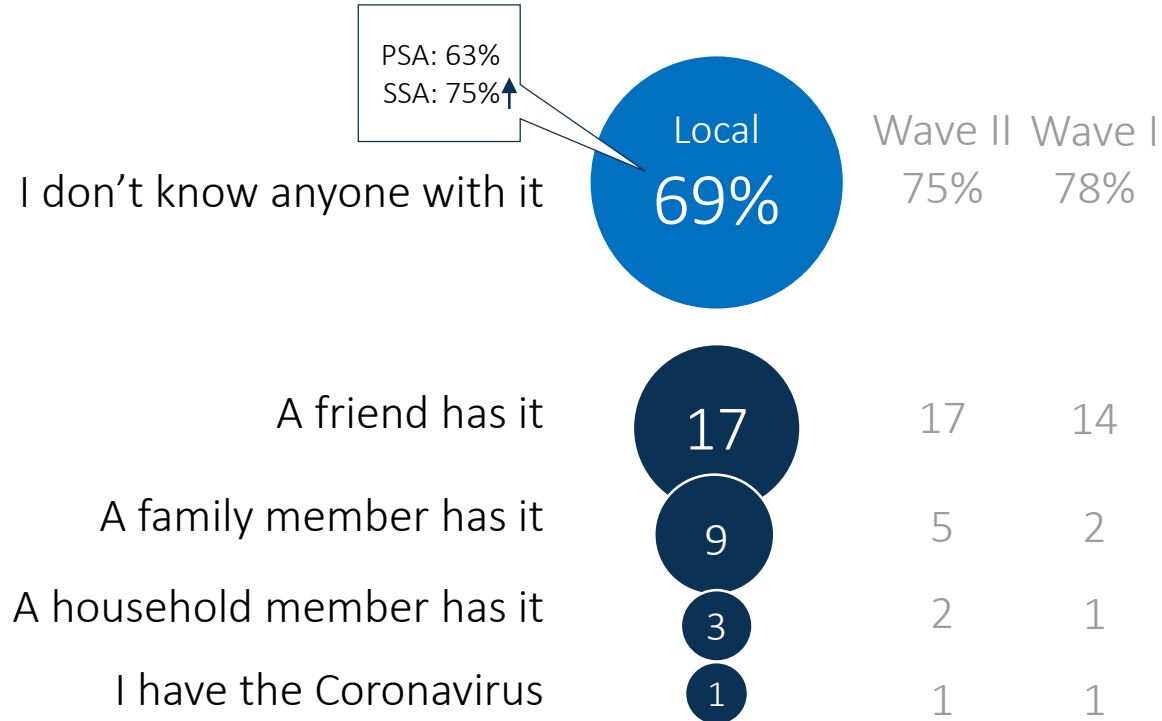 PSA: 63%
SSA: 75%
Local
Wave II Wave I
I don’t know anyone with it 69% 75% 78%
A friend has it 17 17 14
A family member has it 9 5 2
A household member has it 3 2 1
I have the Coronavirus 1 1 1